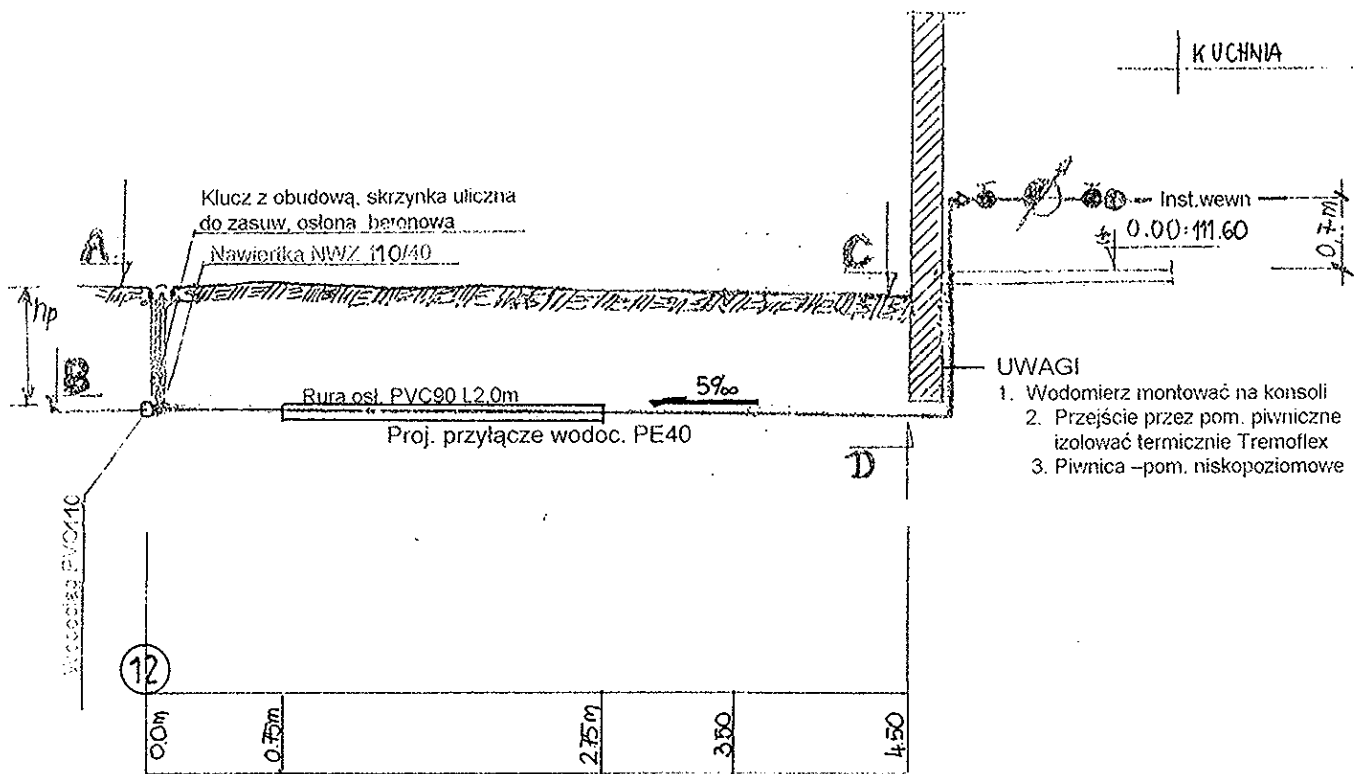 KUCHNIA
Klucz z obudową, skrzynka uliczna
do zasuw, osłona betonowa
Nawiertka NWZ 110/40
A
C
Inst.wewn
0.00=111.60
0,7m
hp
B
Rura osł. PVC90 L2,0m
5‰
Proj. przyłącze wodoc. PE40
D
UWAGI
1. Wodomierz montować na konsoli
2. Przejście przez pom. piwniczne
izolować termicznie Tremoflex
3. Piwnica –pom. niskopoziomowe
Wodociąg PVC110
12
0.0m
0.75m
2.75m
3.50
4.50